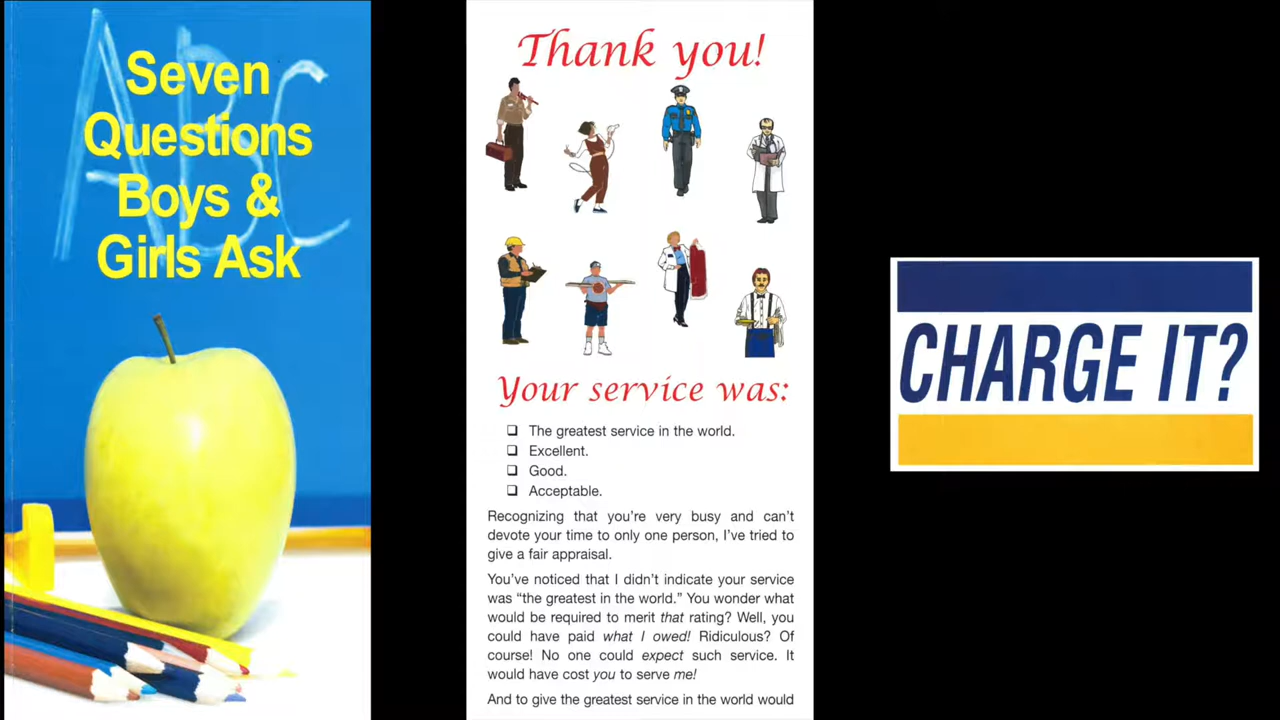 ABC
Seven
Questions
Boys &
Girls Ask
Thank you!
Your service was:
❏ The greatest service in the world.
❏ Excellent.
❏ Good.
❏ Acceptable.
Recognizing that you’re very busy and can’t
devote your time to only one person, I’ve tried to
give a fair appraisal.
You’ve noticed that I didn’t indicate your service
was “the greatest in the world.” You wonder what
would be required to merit that rating? Well, you
could have paid what I owed! Ridiculous? Of
course! No one could expect such service. It
would have cost you to serve me!
And to give the greatest service in the world would
CHARGE IT?